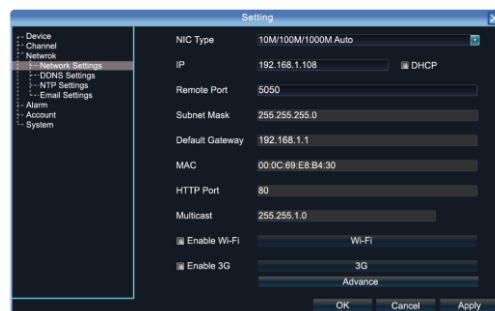 Setting
Device
Channel
Netwrok
Network Settings
DDNS Settings
NTP Settings
Email Settings
Alarm
Account
System
NIC Type 10M/100M/1000M Auto
IP 192.168.1.108 DHCP
Remote Port 5050
Subnet Mask 255.255.255.0
Default Gateway 192.168.1.1
MAC 00:0C:69:E8:B4:30
HTTP Port 80
Multicast 255.255.1.0
Enable Wi-Fi Wi-Fi
Enable 3G 3G
Advance
OK Cancel Apply